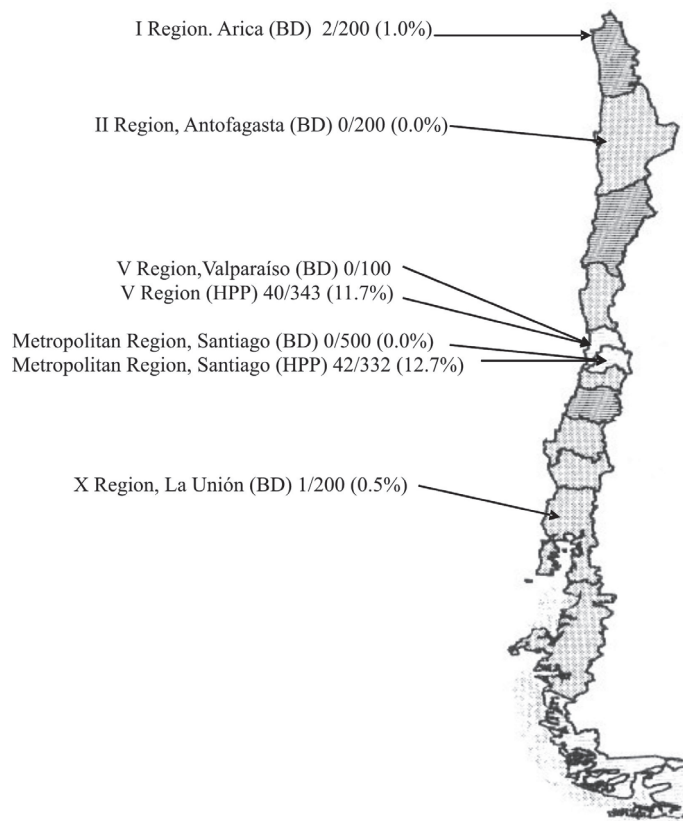 I Region. Arica (BD) 2/200 (1.0%)
II Region, Antofagasta (BD) 0/200 (0.0%)
V Region,Valparaíso (BD) 0/100
V Region (HPP) 40/343 (11.7%)
Metropolitan Region, Santiago (BD) 0/500 (0.0%)
Metropolitan Region, Santiago (HPP) 42/332 (12.7%)
X Region, La Unión (BD) 1/200 (0.5%)